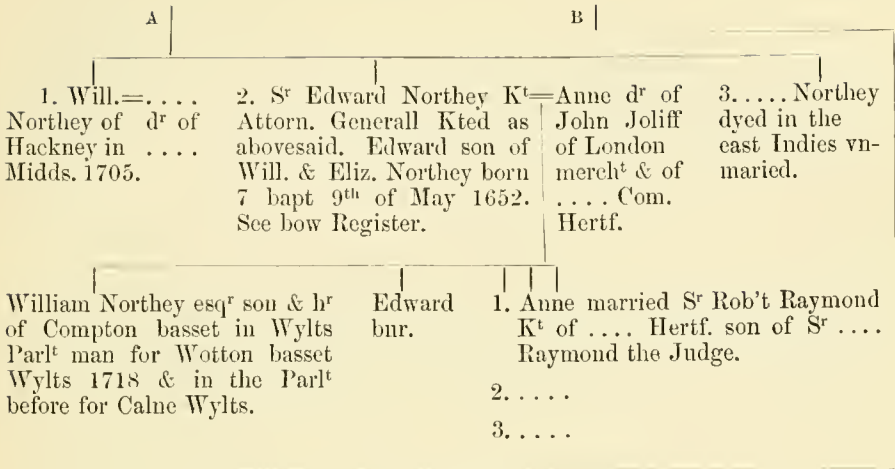 A
B
1. Will.=....
Northey of dr of
Hackney in ....
Midds. 1705.
2. Sr Edward Northey Kt=
Attorn. Generall Kted as
abovesaid. Edward son of
Will. & Eliz. Northey born
7 bapt 9th of May 1652.
See bow Register.
Anne dr of
John Joliff
of London
mercht & of
.... Com.
Hertf.
3..... Northey
dyed in the
east Indies vn-
maried.
William Northey esqr son & hr
of Compton basset in Wylts
Parlt man for Wotton basset
Wylts 1718 & in the Parlt
before for Calne Wylts.
Edward
bnr.
1. Anne married Sr Rob't Raymond
Kt of .... Hertf. son of Sr ....
Raymond the Judge.
2.....
3.....